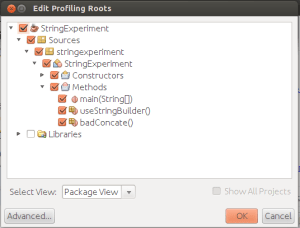 Edit Profiling Roots
StringExperiment
Sources
stringexperiment
StringExperiment
Constructors
Methods
main(String[])
useStringBuilder()
badConcate()
Libraries
Select View: Package View Show All Projects
Advanced... OK Cancel